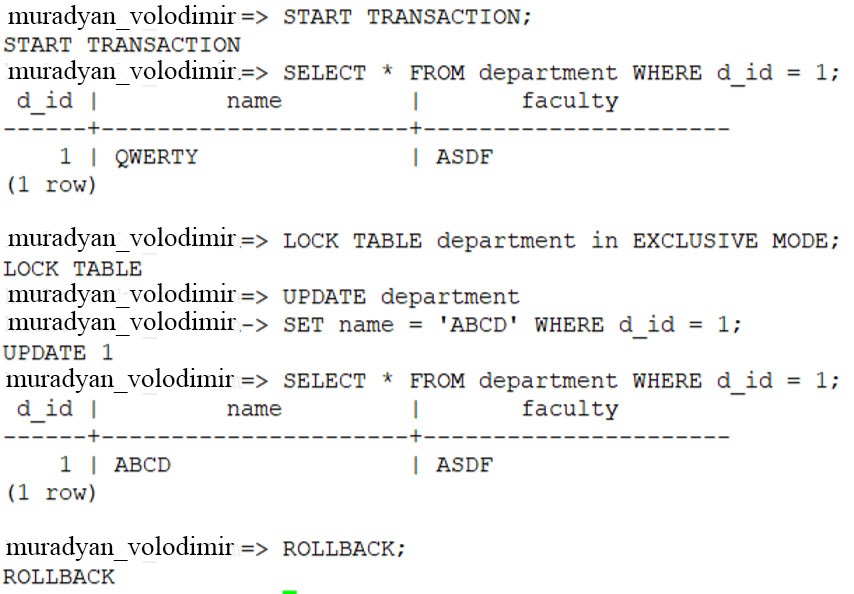 muradyan_volodimir=> START TRANSACTION;
START TRANSACTION
muradyan_volodimir.=> SELECT * FROM department WHERE d_id = 1;
 d_id |         name          |        faculty
------+-----------------------+-----------------------
    1 | QWERTY                | ASDF
(1 row)
muradyan_volodimir.=> LOCK TABLE department in EXCLUSIVE MODE;
LOCK TABLE
muradyan_volodimir=> UPDATE department
muradyan_volodimir.-> SET name = 'ABCD' WHERE d_id = 1;
UPDATE 1
muradyan_volodimir=> SELECT * FROM department WHERE d_id = 1;
 d_id |         name          |        faculty
------+-----------------------+-----------------------
    1 | ABCD                  | ASDF
(1 row)
muradyan_volodimir=> ROLLBACK;
ROLLBACK